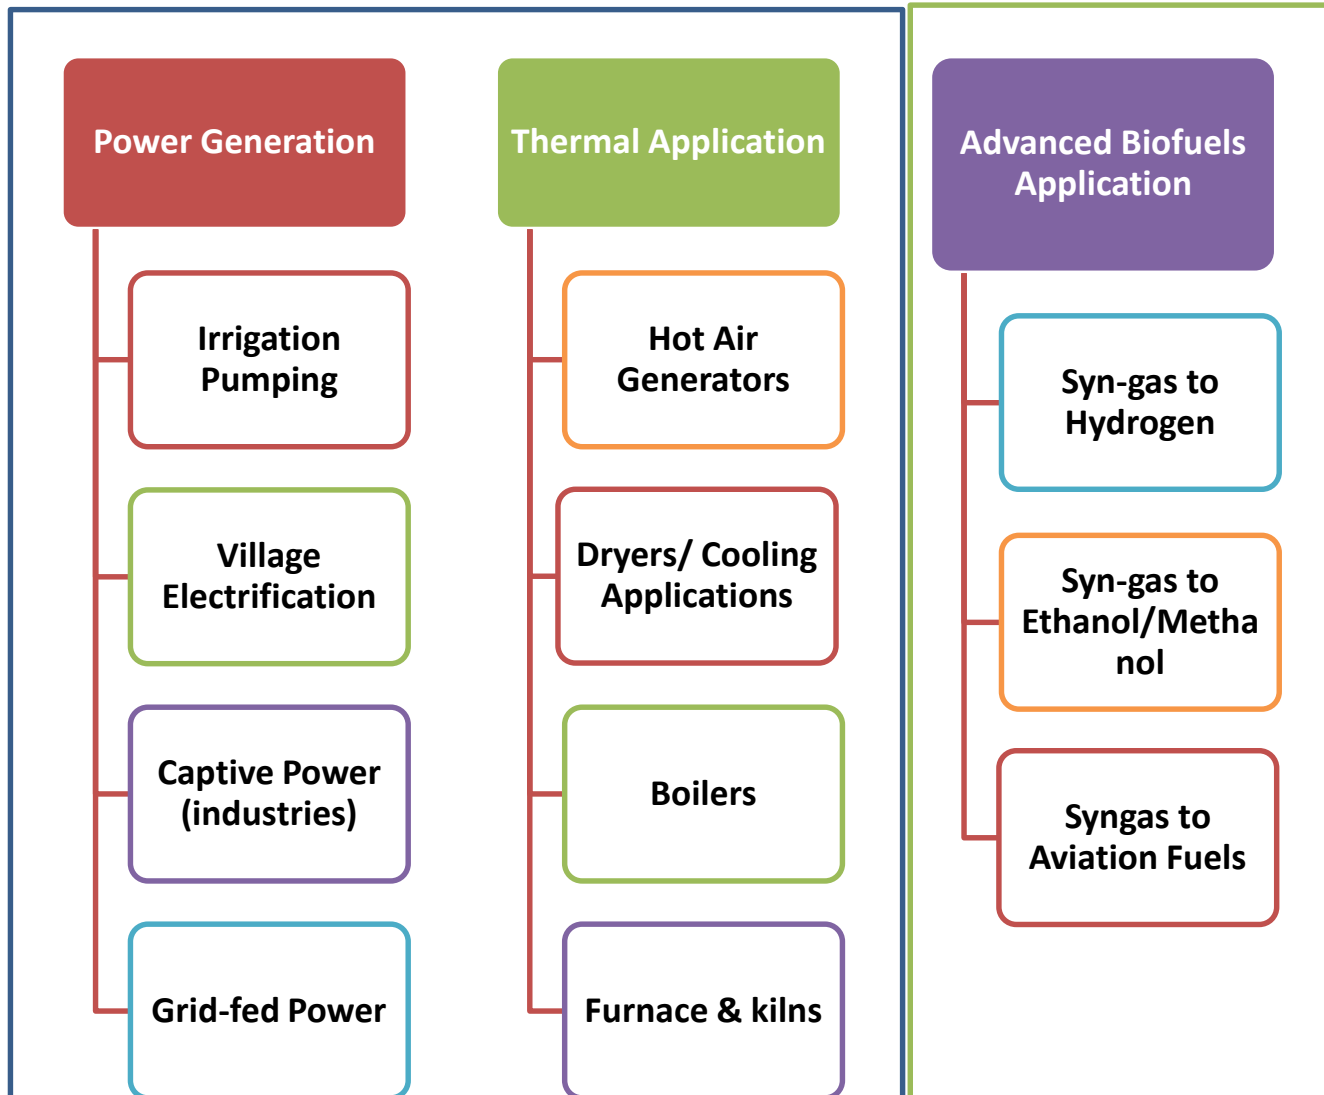 Power Generation
Irrigation
Pumping
Village
Electrification
Captive Power
(industries)
Grid-fed Power
Thermal Application
Hot Air
Generators
Dryers/ Cooling
Applications
Boilers
Furnace & kilns
Advanced Biofuels
Application
Syn-gas to
Hydrogen
Syn-gas to
Ethanol/Metha
nol
Syngas to
Aviation Fuels